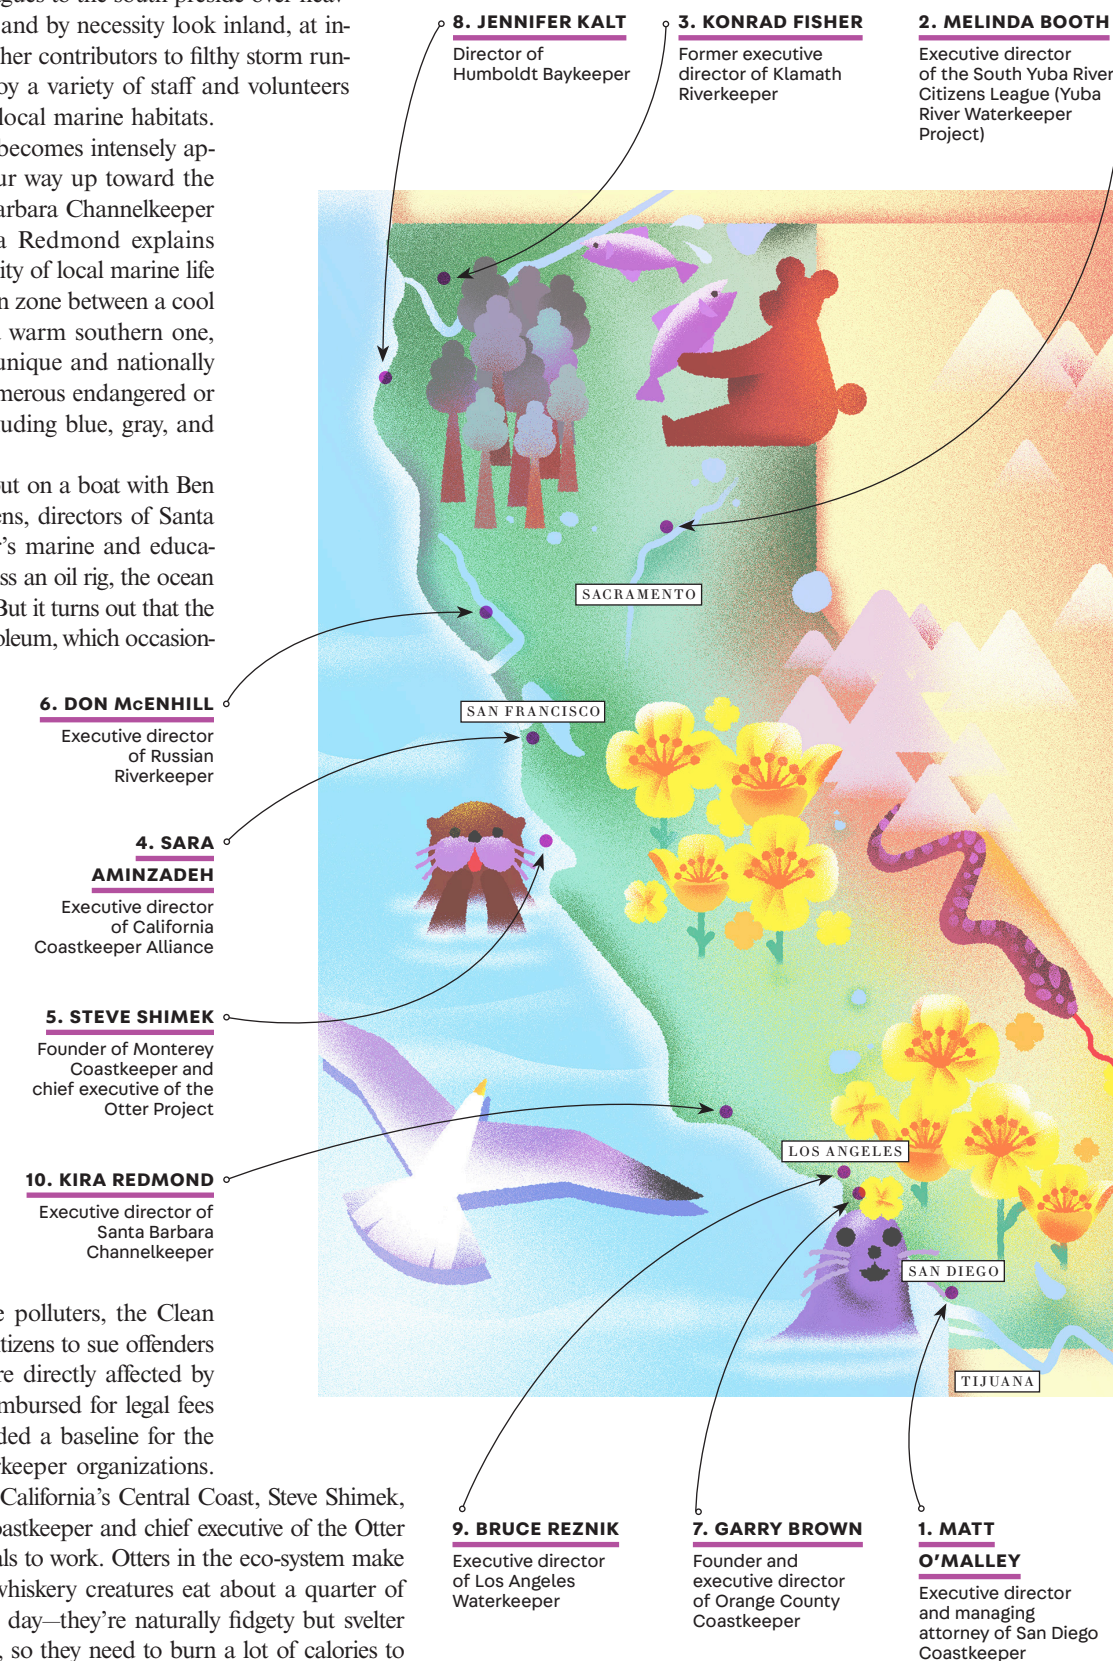 and by necessity look inland, at in-
her contributors to filthy storm run-
oy a variety of staff and volunteers
local marine habitats.
becomes intensely ap-
ur way up toward the
arbara Channelkeeper
a Redmond explains
ity of local marine life
n zone between a cool
warm southern one,
unique and nationally
merous endangered or
uding blue, gray, and
out on a boat with Ben
ens, directors of Santa
r's marine and educa-
ss an oil rig, the ocean
But it turns out that the
oleum, which occasion-
8. JENNIFER KALT
Director of
Humboldt Baykeeper
3. KONRAD FISHER
Former executive
director of Klamath
Riverkeeper
2. MELINDA BOOTH
Executive director
of the South Yuba River
Citizens League (Yuba
River Waterkeeper
Project)
SACRAMENTO
SAN FRANCISCO
LOS ANGELES
SAN DIEGO
TIJUANA
6. DON McENHILL
Executive director
of Russian
Riverkeeper
4. SARA
AMINZADEH
Executive director
of California
Coastkeeper Alliance
5. STEVE SHIMEK
Founder of Monterey
Coastkeeper and
chief executive of the
Otter Project
10. KIRA REDMOND
Executive director of
Santa Barbara
Channelkeeper
e polluters, the Clean
tizens to sue offenders
re directly affected by
mbursed for legal fees
ded a baseline for the
rkeeper organizations.
California's Central Coast, Steve Shimek,
oastkeeper and chief executive of the Otter
als to work. Otters in the eco-system make
whiskery creatures eat about a quarter of
day—they're naturally fidgety but svelter
, so they need to burn a lot of calories to
9. BRUCE REZNIK
Executive director
of Los Angeles
Waterkeeper
7. GARRY BROWN
Founder and
executive director
of Orange County
Coastkeeper
1. MATT
O'MALLEY
Executive director
and managing
attorney of San Diego
Coastkeeper